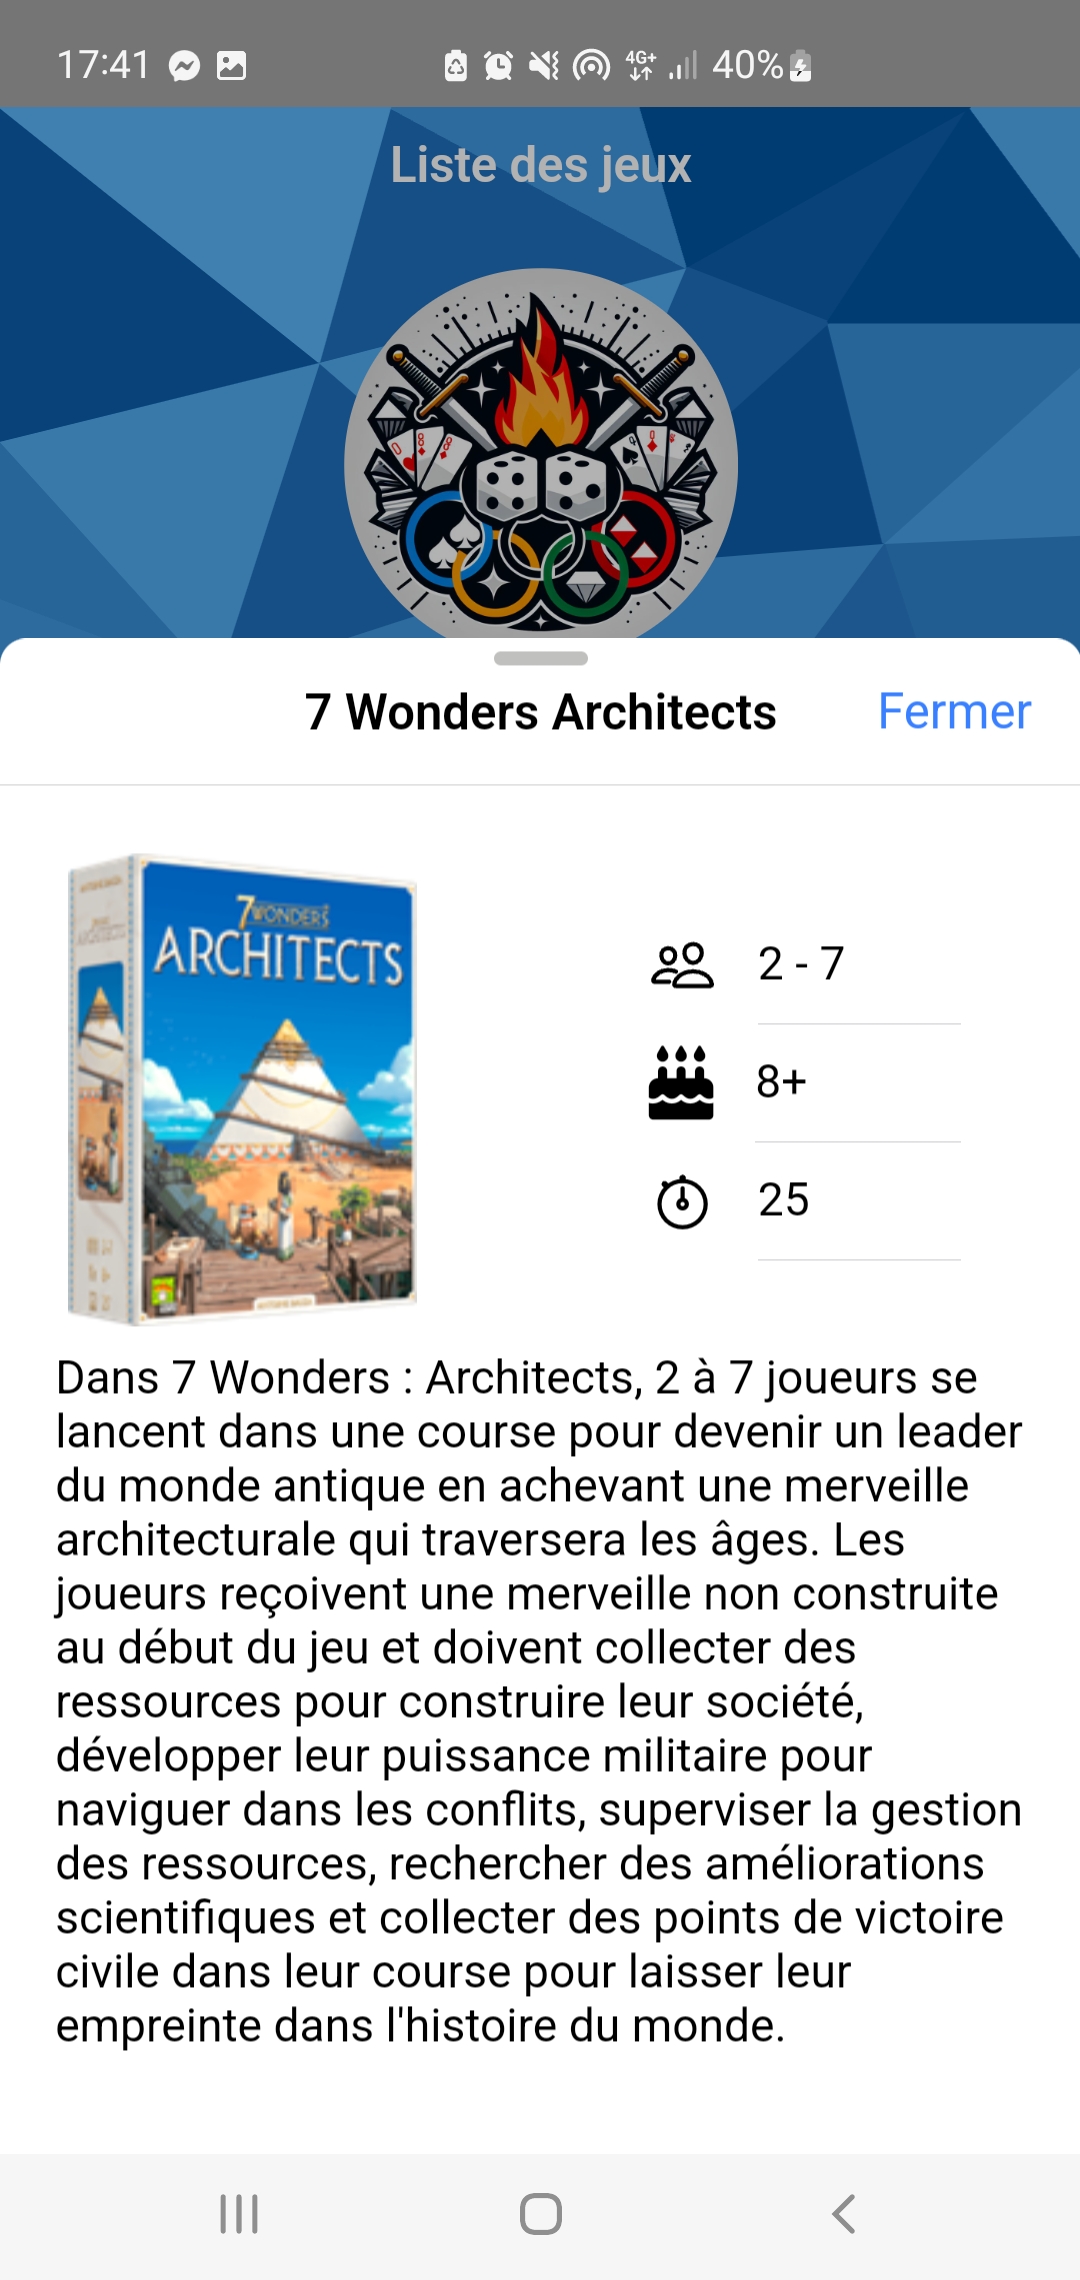 17:41
4G+
40%
Liste des jeux
7 Wonders Architects
Fermer
7 WONDERS
ARCHITECTS
2 - 7
8+
25
Dans 7 Wonders : Architects, 2 à 7 joueurs se
lancent dans une course pour devenir un leader
du monde antique en achevant une merveille
architecturale qui traversera les âges. Les
joueurs reçoivent une merveille non construite
au début du jeu et doivent collecter des
ressources pour construire leur société,
développer leur puissance militaire pour
naviguer dans les conflits, superviser la gestion
des ressources, rechercher des améliorations
scientifiques et collecter des points de victoire
civile dans leur course pour laisser leur
empreinte dans l'histoire du monde.